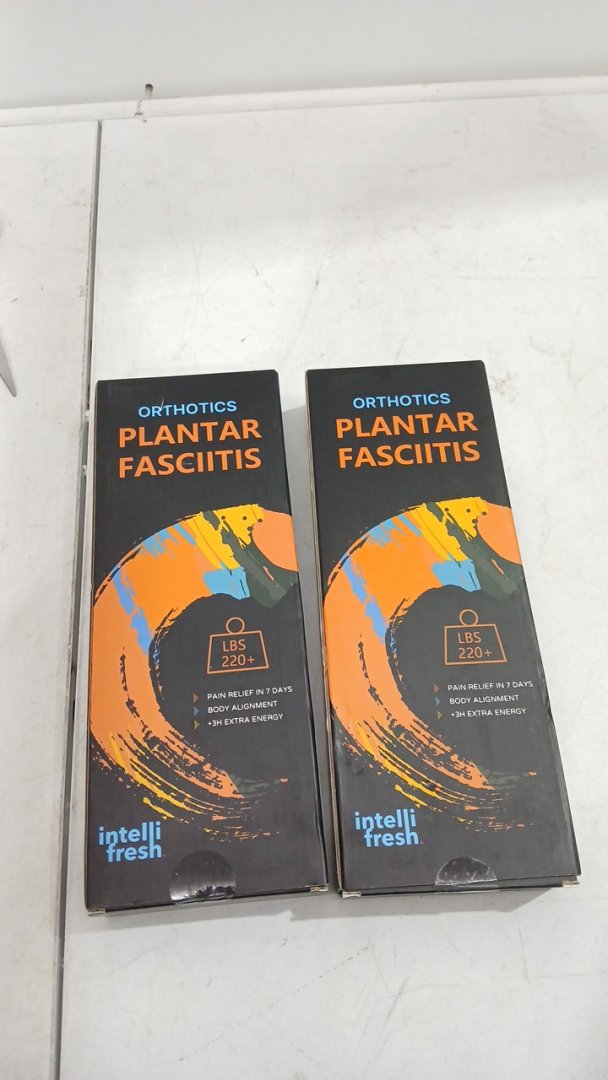 ORTHOTICS
PLANTAR
FASCIITIS
LBS
220+
PAIN RELIEF IN 7 DAYS
BODY ALIGNMENT
+3H EXTRA ENERGY
intelli
fresh
ORTHOTICS
PLANTAR
FASCIITIS
LBS
220+
PAIN RELIEF IN 7 DAYS
BODY ALIGNMENT
+3H EXTRA ENERGY
intelli
fresh